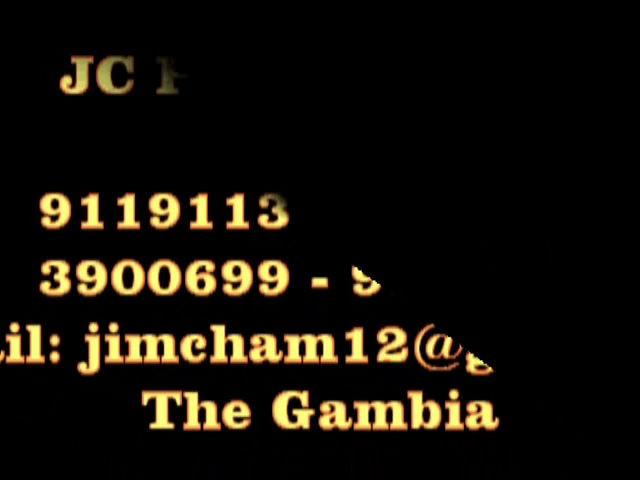 JC
9119113
3900699 -
il: jimcham12@g
The Gambia